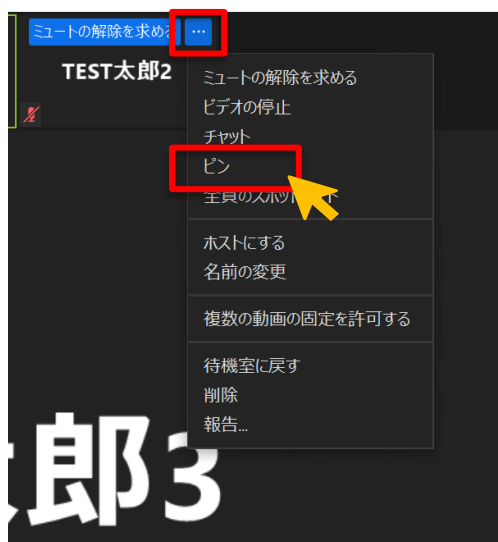 ミュートの解除を求める ...
TEST太郎2
ミュートの解除を求める
ビデオの停止
チャット
ピン
全員のスポットライト
ホストにする
名前の変更
複数の動画の固定を許可する
待機室に戻す
削除
報告...
郎3